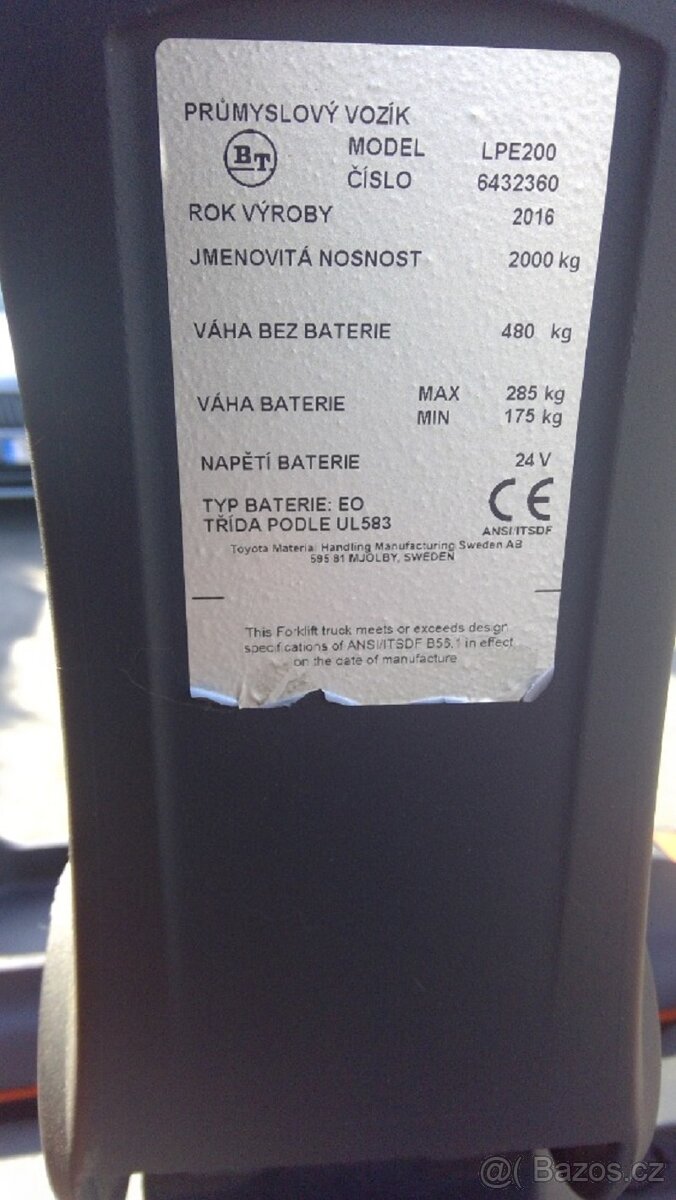 PRŮMYSLOVÝ VOZÍK
BT MODEL LPE200
ČÍSLO 6432360
ROK VÝROBY 2016
JMENOVITÁ NOSNOST 2000 kg
VÁHA BEZ BATERIE 480 kg
VÁHA BATERIE MAX 285 kg
MIN 175 kg
NAPĚTÍ BATERIE 24 V
TYP BATERIE: EO
TŘÍDA PODLE UL583
CE
ANSI/ITSDF
Toyota Material Handling Manufacturing Sweden AB
595 81 MJÖLBY, SWEDEN
This Forklift truck meets or exceeds design
specifications of ANSI/ITSDF B56.1 in effect
on the date of manufacture
@( Bazos.cz